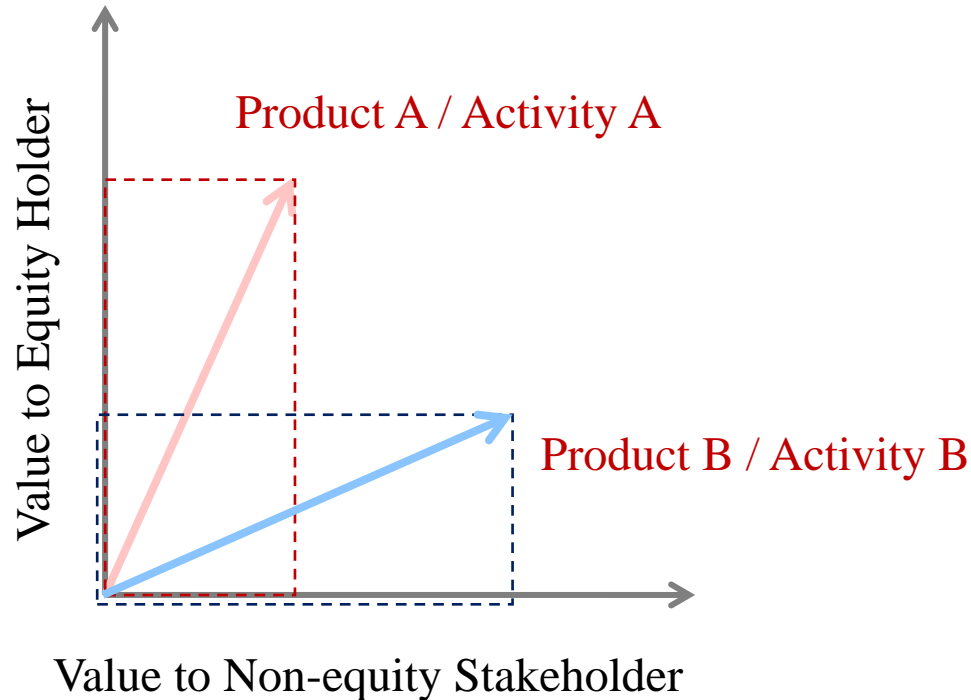 Product A / Activity A
Value to Equity Holder
Product B / Activity B
Value to Non-equity Stakeholder